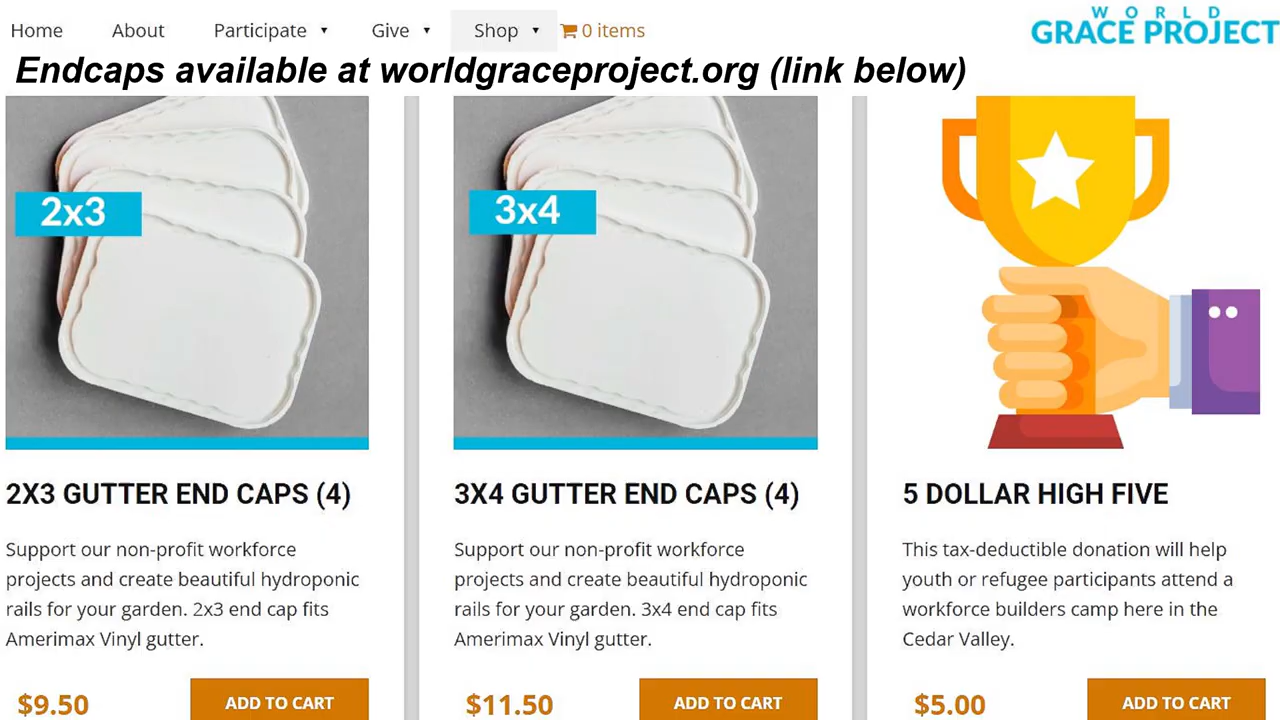 Home About Participate ▼ Give ▼ Shop ▼ 0 items
WORLD
GRACE PROJECT
Endcaps available at worldgraceproject.org (link below)
2x3
3x4
2X3 GUTTER END CAPS (4)
Support our non-profit workforce
projects and create beautiful hydroponic
rails for your garden. 2x3 end cap fits
Amerimax Vinyl gutter.
$9.50 ADD TO CART
3X4 GUTTER END CAPS (4)
Support our non-profit workforce
projects and create beautiful hydroponic
rails for your garden. 3x4 end cap fits
Amerimax Vinyl gutter.
$11.50 ADD TO CART
5 DOLLAR HIGH FIVE
This tax-deductible donation will help
youth or refugee participants attend a
workforce builders camp here in the
Cedar Valley.
$5.00 ADD TO CART